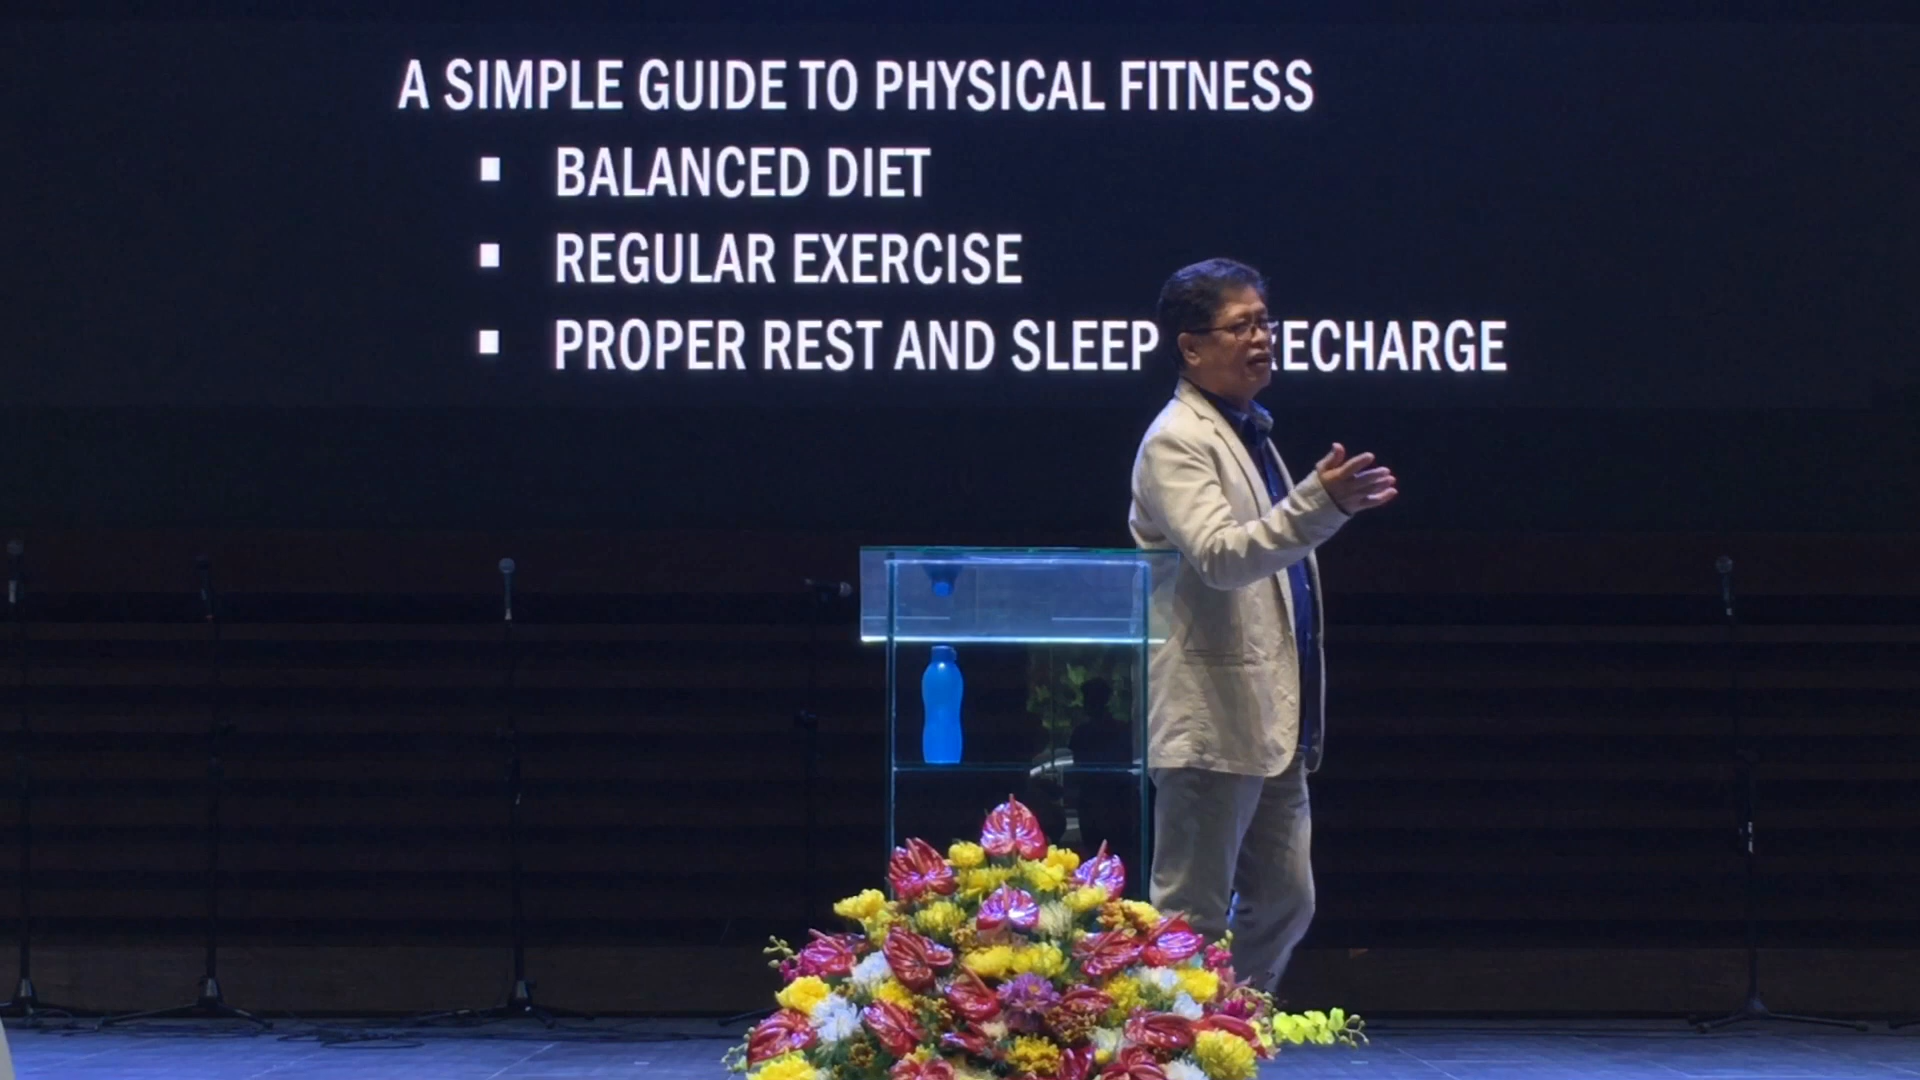 A SIMPLE GUIDE TO PHYSICAL FITNESS
▪ BALANCED DIET
▪ REGULAR EXERCISE
▪ PROPER REST AND SLEEP